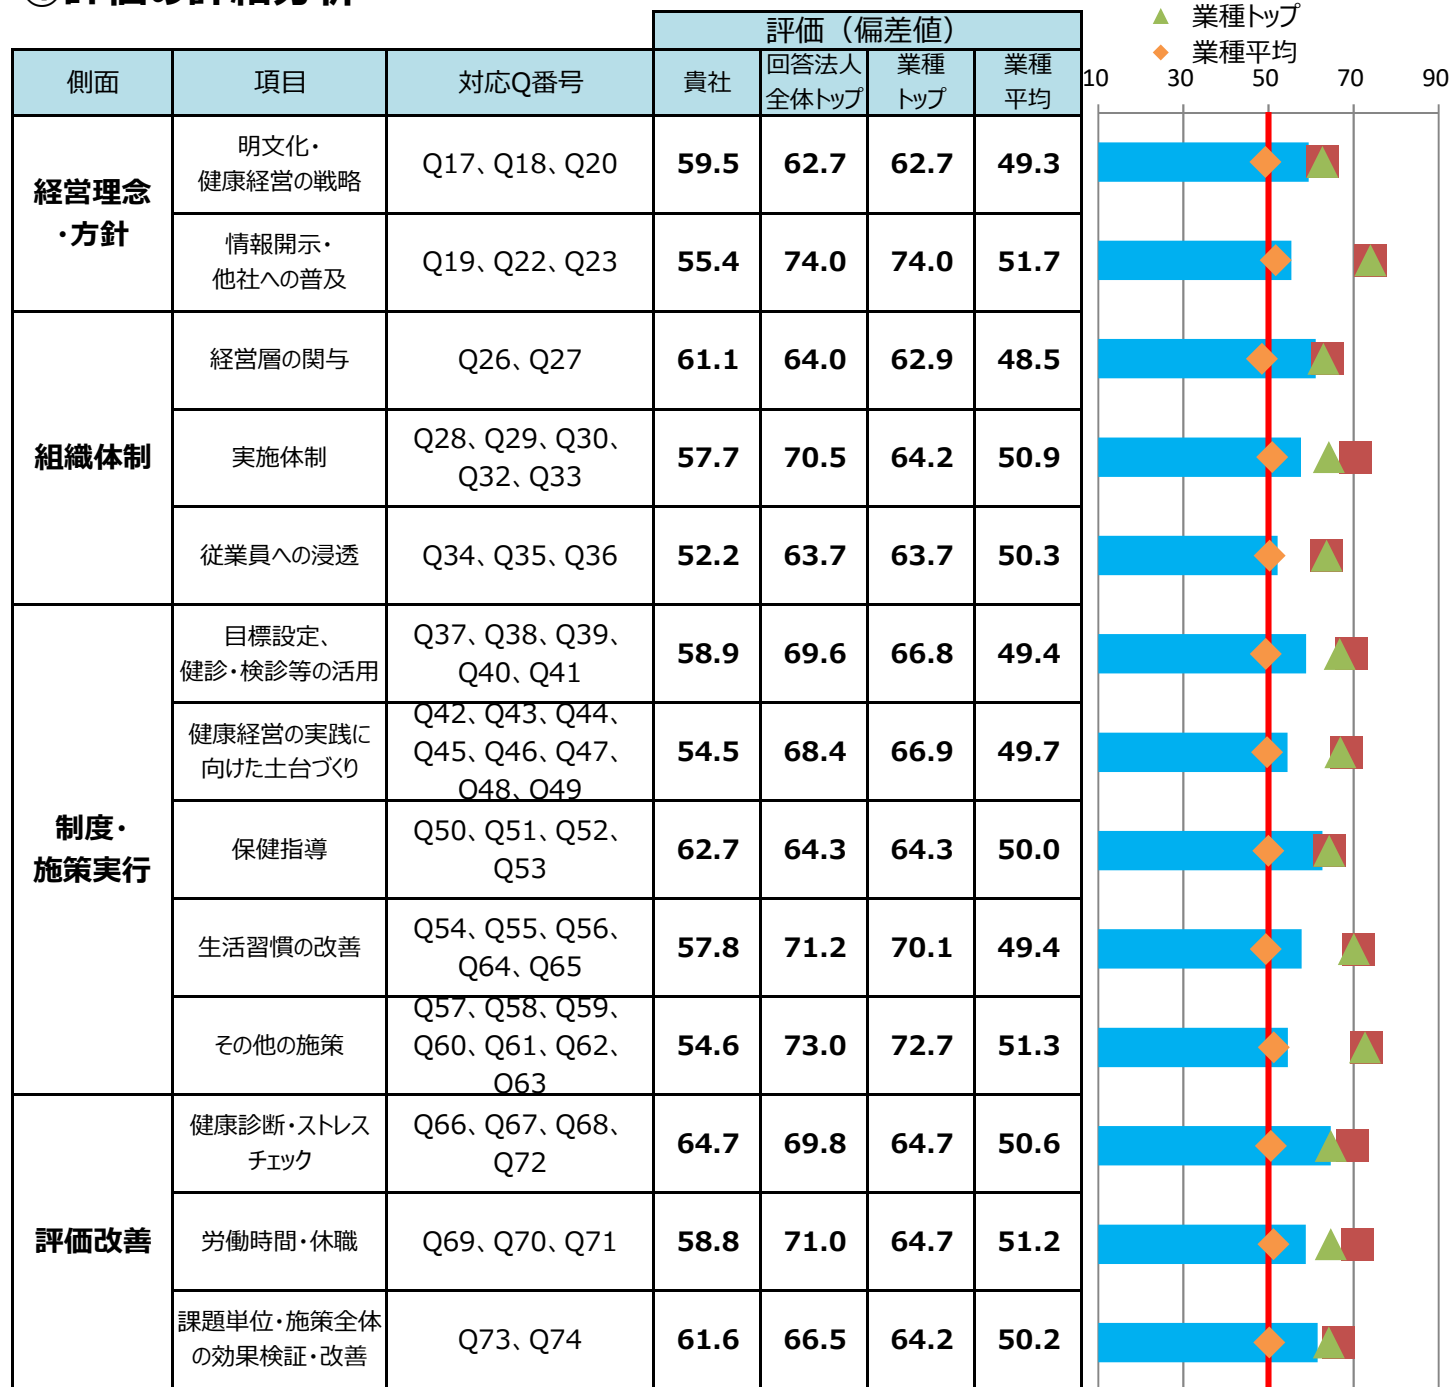 評価（偏差値）
▲ 業種トップ
◆ 業種平均
側面 項目 対応Q番号 貴社 回答法人 業種 業種
全体トップ トップ 平均
10 30 50 70 90
経営理念
・方針
明文化・
健康経営の戦略
Q17、Q18、Q20 59.5 62.7 62.7 49.3
情報開示・
他社への普及
Q19、Q22、Q23 55.4 74.0 74.0 51.7
組織体制
経営層の関与 Q26、Q27 61.1 64.0 62.9 48.5
実施体制
Q28、Q29、Q30、
Q32、Q33
57.7 70.5 64.2 50.9
従業員への浸透 Q34、Q35、Q36 52.2 63.7 63.7 50.3
制度・
施策実行
目標設定、
健診・検診等の活用
Q37、Q38、Q39、
Q40、Q41
58.9 69.6 66.8 49.4
健康経営の実践に
向けた土台づくり
Q42、Q43、Q44、
Q45、Q46、Q47、
Q48、Q49
54.5 68.4 66.9 49.7
保健指導
Q50、Q51、Q52、
Q53
62.7 64.3 64.3 50.0
生活習慣の改善
Q54、Q55、Q56、
Q64、Q65
57.8 71.2 70.1 49.4
その他の施策
Q57、Q58、Q59、
Q60、Q61、Q62、
Q63
54.6 73.0 72.7 51.3
評価改善
健康診断・ストレス
チェック
Q66、Q67、Q68、
Q72
64.7 69.8 64.7 50.6
労働時間・休職 Q69、Q70、Q71 58.8 71.0 64.7 51.2
課題単位・施策全体
の効果検証・改善
Q73、Q74 61.6 66.5 64.2 50.2